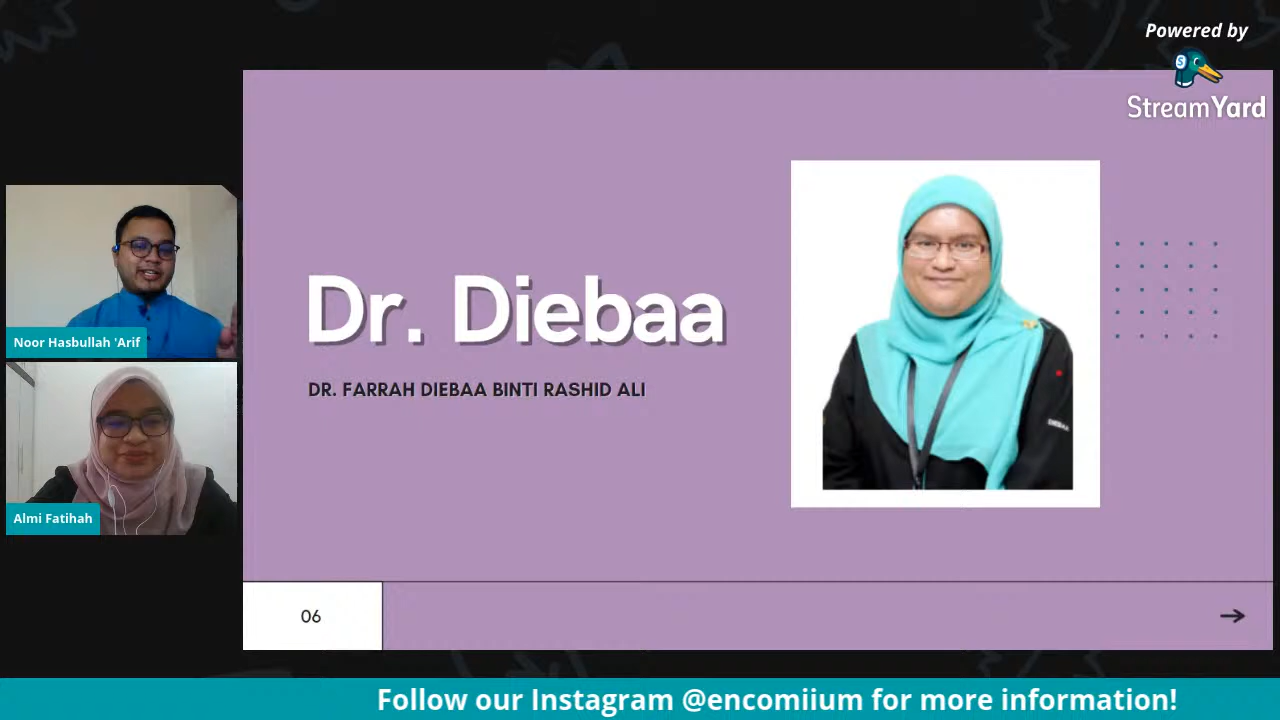 Powered by
StreamYard
Noor Hasbullah 'Arif
Almi Fatihah
Dr. Diebaa
DR. FARRAH DIEBAA BINTI RASHID ALI
DIEBAA
06
Follow our Instagram @encomiium for more information!